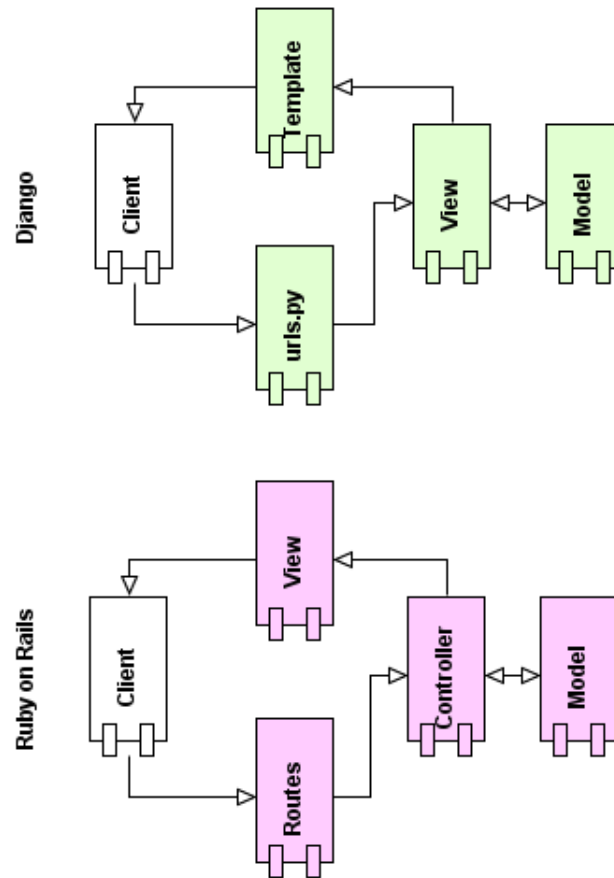 Ruby on Rails
Client
Routes
View
Controller
Model
Django
Client
urls.py
Template
View
Model